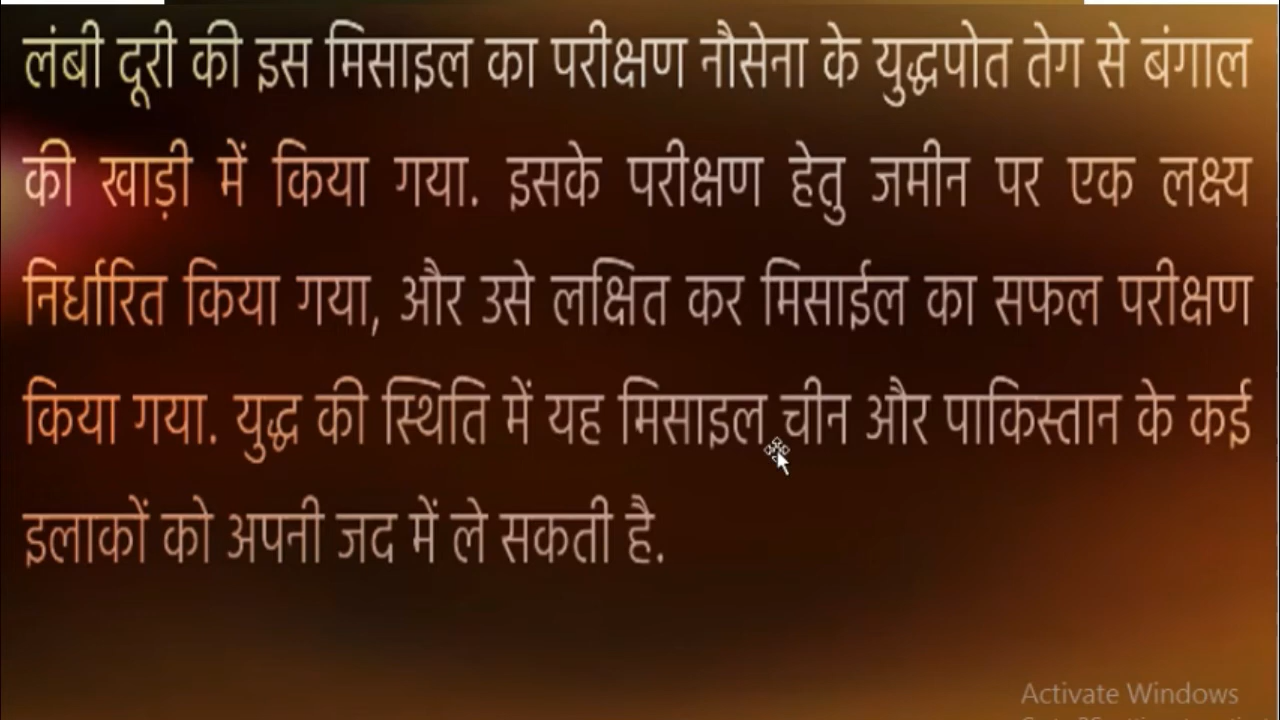 लंबी दूरी की इस मिसाइल का परीक्षण नौसेना के युद्धपोत तेग से बंगाल
की खाड़ी में किया गया. इसके परीक्षण हेतु जमीन पर एक लक्ष्य
निर्धारित किया गया, और उसे लक्षित कर मिसाईल का सफल परीक्षण
किया गया. युद्ध की स्थिति में यह मिसाइल चीन और पाकिस्तान के कई
इलाकों को अपनी जद में ले सकती है.
Activate Windows